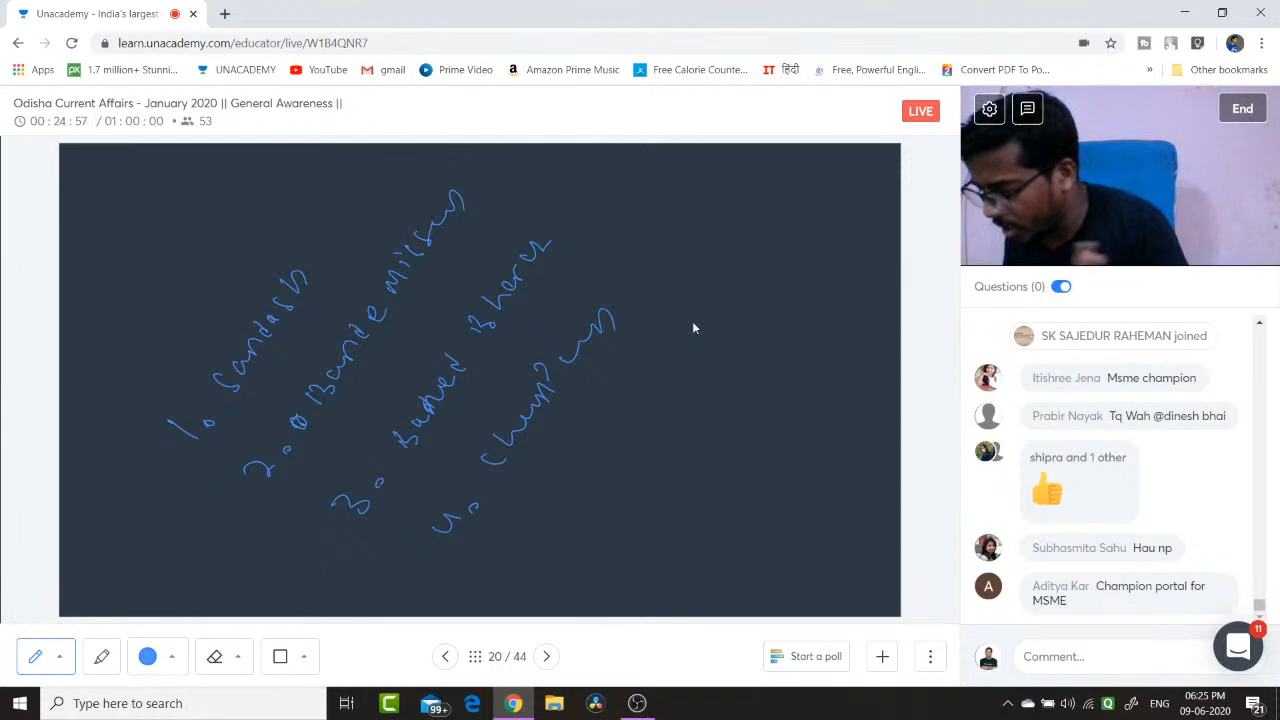 Unacademy - India's largest
learn.unacademy.com/educator/live/W1B4QNR7
Apps 1.7 million+ Stunni... UNACADEMY YouTube gmail Prime Video Amazon Prime Music Free Calorie Counte... IT हिंदी Free, Powerful Engli... Convert PDF To Po... » Other bookmarks
Odisha Current Affairs - January 2020 || General Awareness ||
00 : 24 : 57 / 01 : 00 : 00 • 53
LIVE
End
1.
2.
3.
4.
Questions (0)
SK SAJEDUR RAHEMAN joined
Itishree Jena Msme champion
Prabir Nayak Tq Wah @dinesh bhai
shipra and 1 other
Subhasmita Sahu Hau np
A Aditya Kar Champion portal for
MSME
20 / 44
Start a poll
11
Comment...
Type here to search
99+
06:25 PM
09-06-2020
21